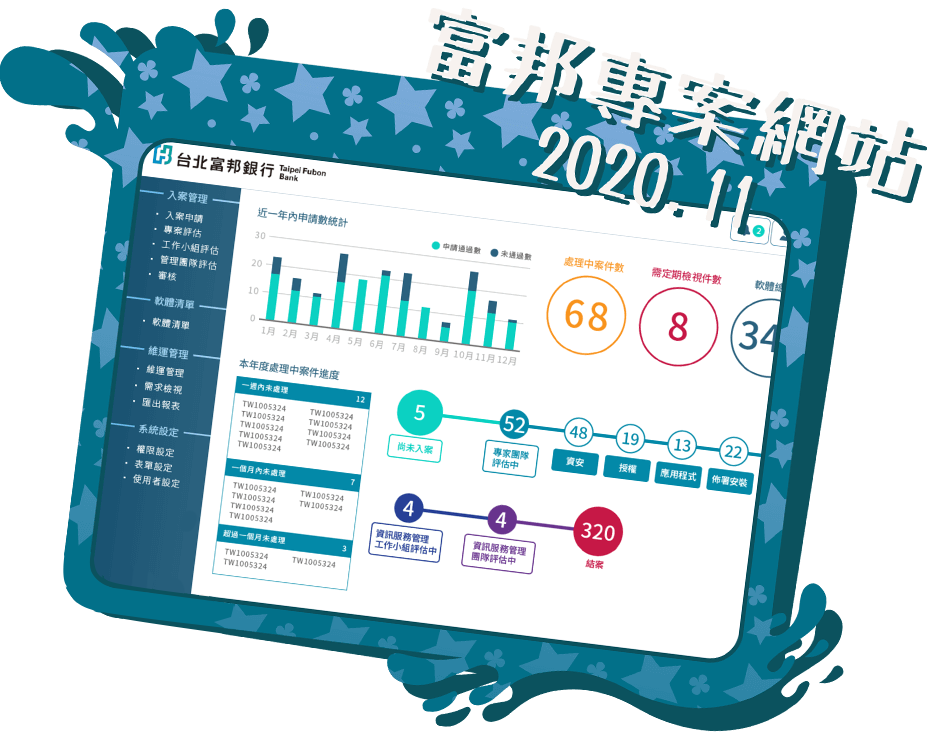 富邦專案網站
2020.11
台北富邦銀行 Taipei Fubon
Bank
2
入案管理
• 入案申請
• 專案評估
• 工作小組評估
• 管理團隊評估
• 審核
軟體清單
• 軟體清單
維運管理
• 維運管理
• 需求檢視
• 匯出報表
系統設定
• 權限設定
• 表單設定
• 使用者設定
近一年內申請數統計
申請通過數 未通過數
30
20
10
0
1月 2月 3月 4月 5月 6月 7月 8月 9月 10月 11月 12月
處理中案件數
68
需定期檢視件數
8
軟體總
34
本年度處理中案件進度
一週內未處理 12
TW1005324 TW1005324
TW1005324 TW1005324
TW1005324 TW1005324
TW1005324 TW1005324
一個月內未處理 7
TW1005324 TW1005324
TW1005324 TW1005324
TW1005324
超過一個月未處理 3
TW1005324 TW1005324
TW1005324
5
尚未入案
52
專家團隊
評估中
48
資安
19
授權
13
應用程式
22
佈署安裝
4
資訊服務管理
工作小組評估中
4
資訊服務管理
團隊評估中
320
結案